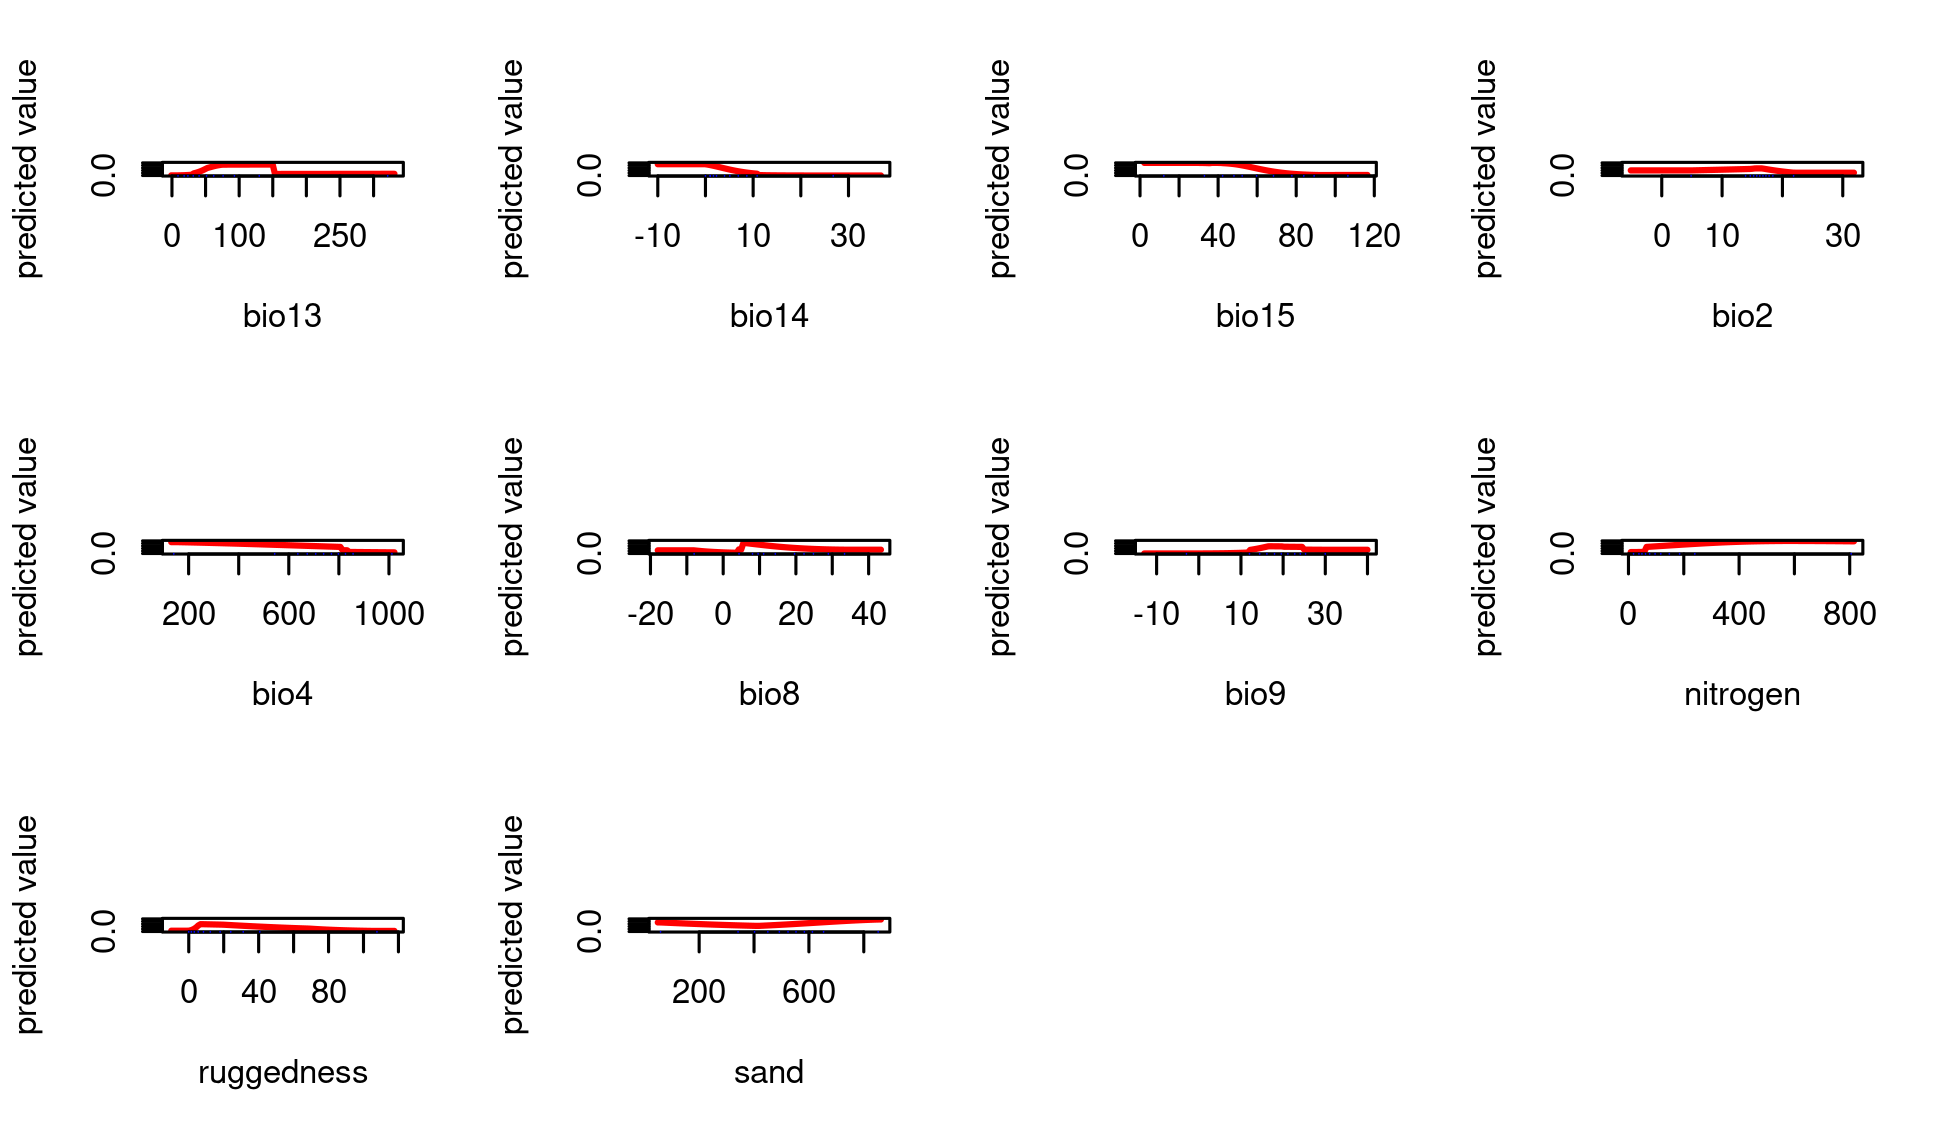 predicted value
0.0
0 100 250
bio13
predicted value
0.0
-10 10 30
bio14
predicted value
0.0
0 40 80 120
bio15
predicted value
0.0
0 10 30
bio2
predicted value
0.0
200 600 1000
bio4
predicted value
0.0
-20 0 20 40
bio8
predicted value
0.0
-10 10 30
bio9
predicted value
0.0
0 400 800
nitrogen
predicted value
0.0
0 40 80
ruggedness
predicted value
0.0
200 600
sand